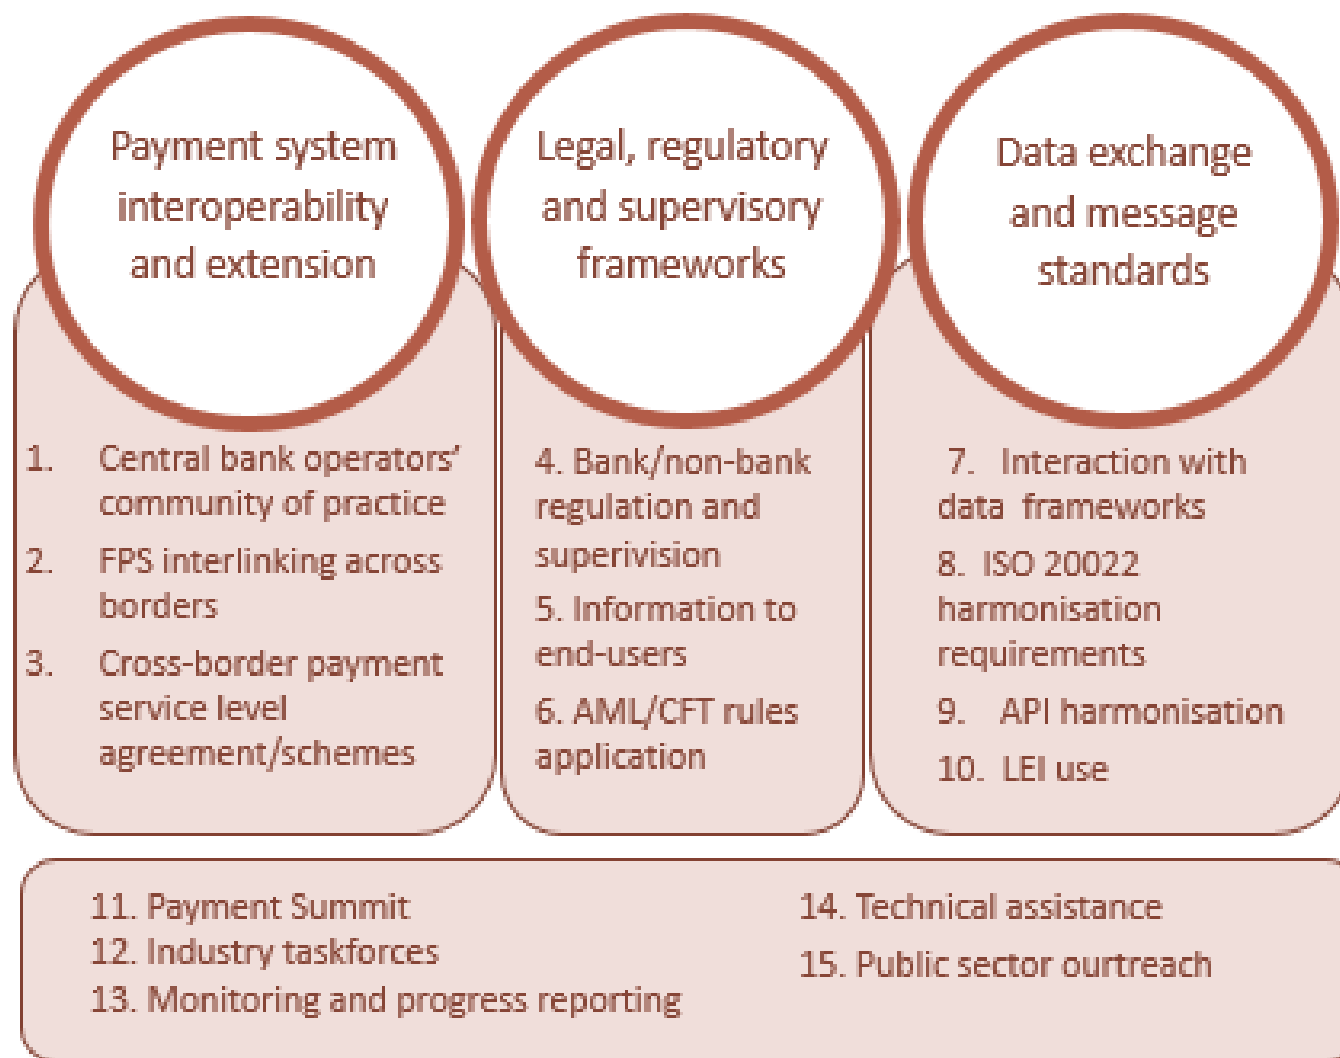 Payment system
interoperability
and extension
Legal, regulatory
and supervisory
frameworks
Data exchange
and message
standards
1. Central bank operators’
community of practice
2. FPS interlinking across
borders
3. Cross-border payment
service level
agreement/schemes
4. Bank/non-bank
regulation and
superivision
5. Information to
end-users
6. AML/CFT rules
application
7. Interaction with
data frameworks
8. ISO 20022
harmonisation
requirements
9. API harmonisation
10. LEI use
11. Payment Summit
12. Industry taskforces
13. Monitoring and progress reporting
14. Technical assistance
15. Public sector ourtreach